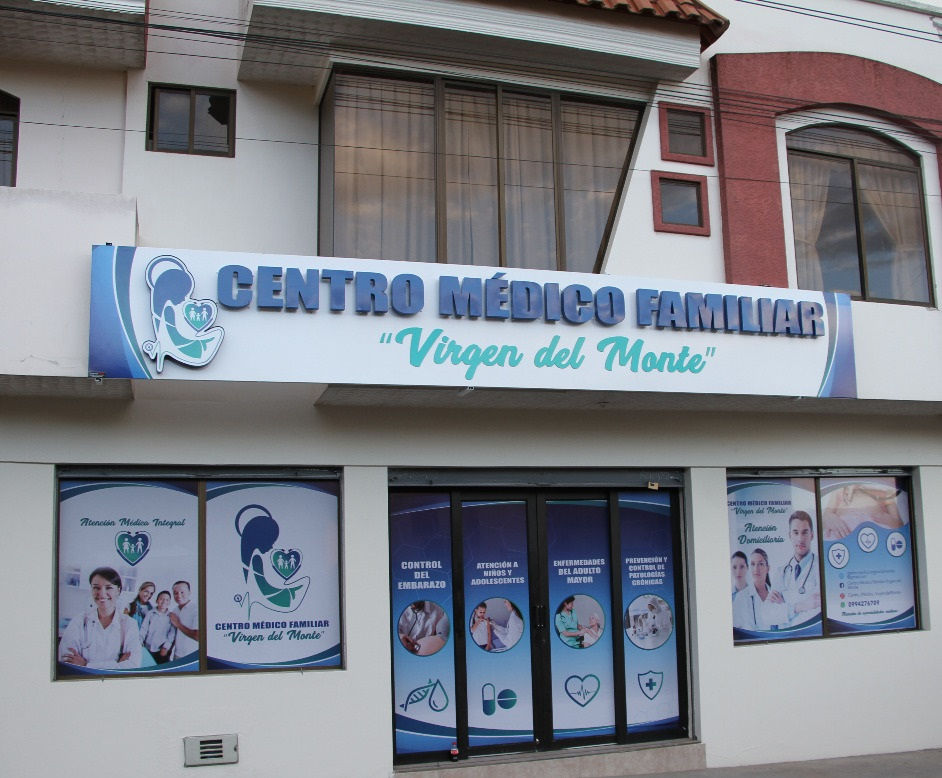 CENTRO MÉDICO FAMILIAR
“Virgen del Monte”
Atención Médica Integral
CENTRO MÉDICO FAMILIAR
“Virgen del Monte”
CONTROL
DEL
EMBARAZO
ATENCIÓN A
NIÑOS Y
ADOLESCENTES
ENFERMEDADES
DEL ADULTO
MAYOR
PREVENCIÓN Y
CONTROL DE
PATOLOGÍAS
CRÓNICAS
CENTRO MÉDICO FAMILIAR
“Virgen del Monte”
Atención
Domiciliaria
0994276709